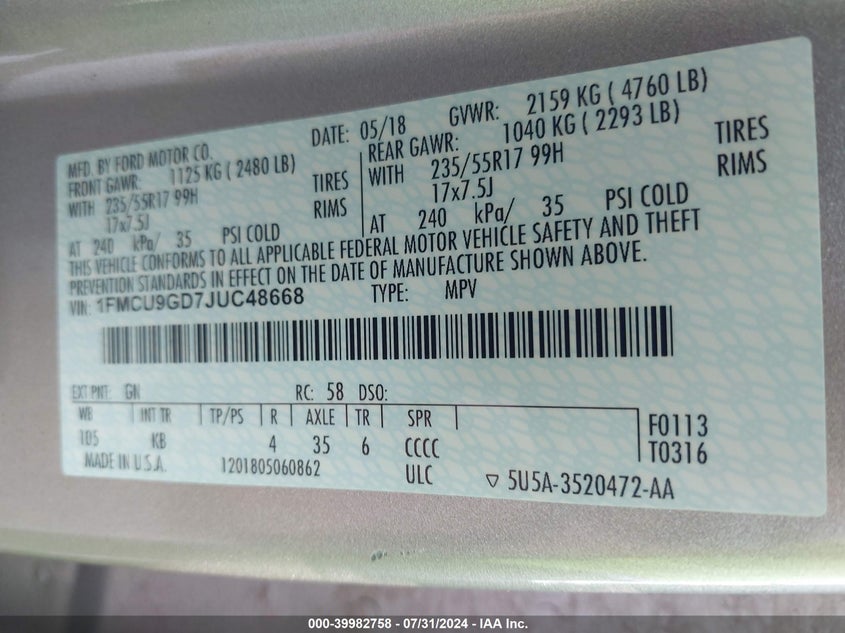 MFD. BY FORD MOTOR CO.
DATE: 05/18 GVWR: 2159 KG ( 4760 LB)
FRONT GAWR: 1125 KG ( 2480 LB) REAR GAWR: 1040 KG ( 2293 LB)
WITH 235/55R17 99H TIRES WITH 235/55R17 99H TIRES
17x7.5J RIMS 17x7.5J RIMS
AT 240 kPa/ 35 PSI COLD AT 240 kPa/ 35 PSI COLD
THIS VEHICLE CONFORMS TO ALL APPLICABLE FEDERAL MOTOR VEHICLE SAFETY AND THEFT
PREVENTION STANDARDS IN EFFECT ON THE DATE OF MANUFACTURE SHOWN ABOVE.
VIN: 1FMCU9GD7JUC48668 TYPE: MPV
EXT PNT: GN RC: 58 DSO:
WB INT TR TP/PS R AXLE TR SPR F0113
105 KB 4 35 6 CCCC T0316
MADE IN U.S.A. 1201805060862 ULC ▽ 5U5A-3520472-AA
000-39982758 - 07/31/2024 - IAA Inc.